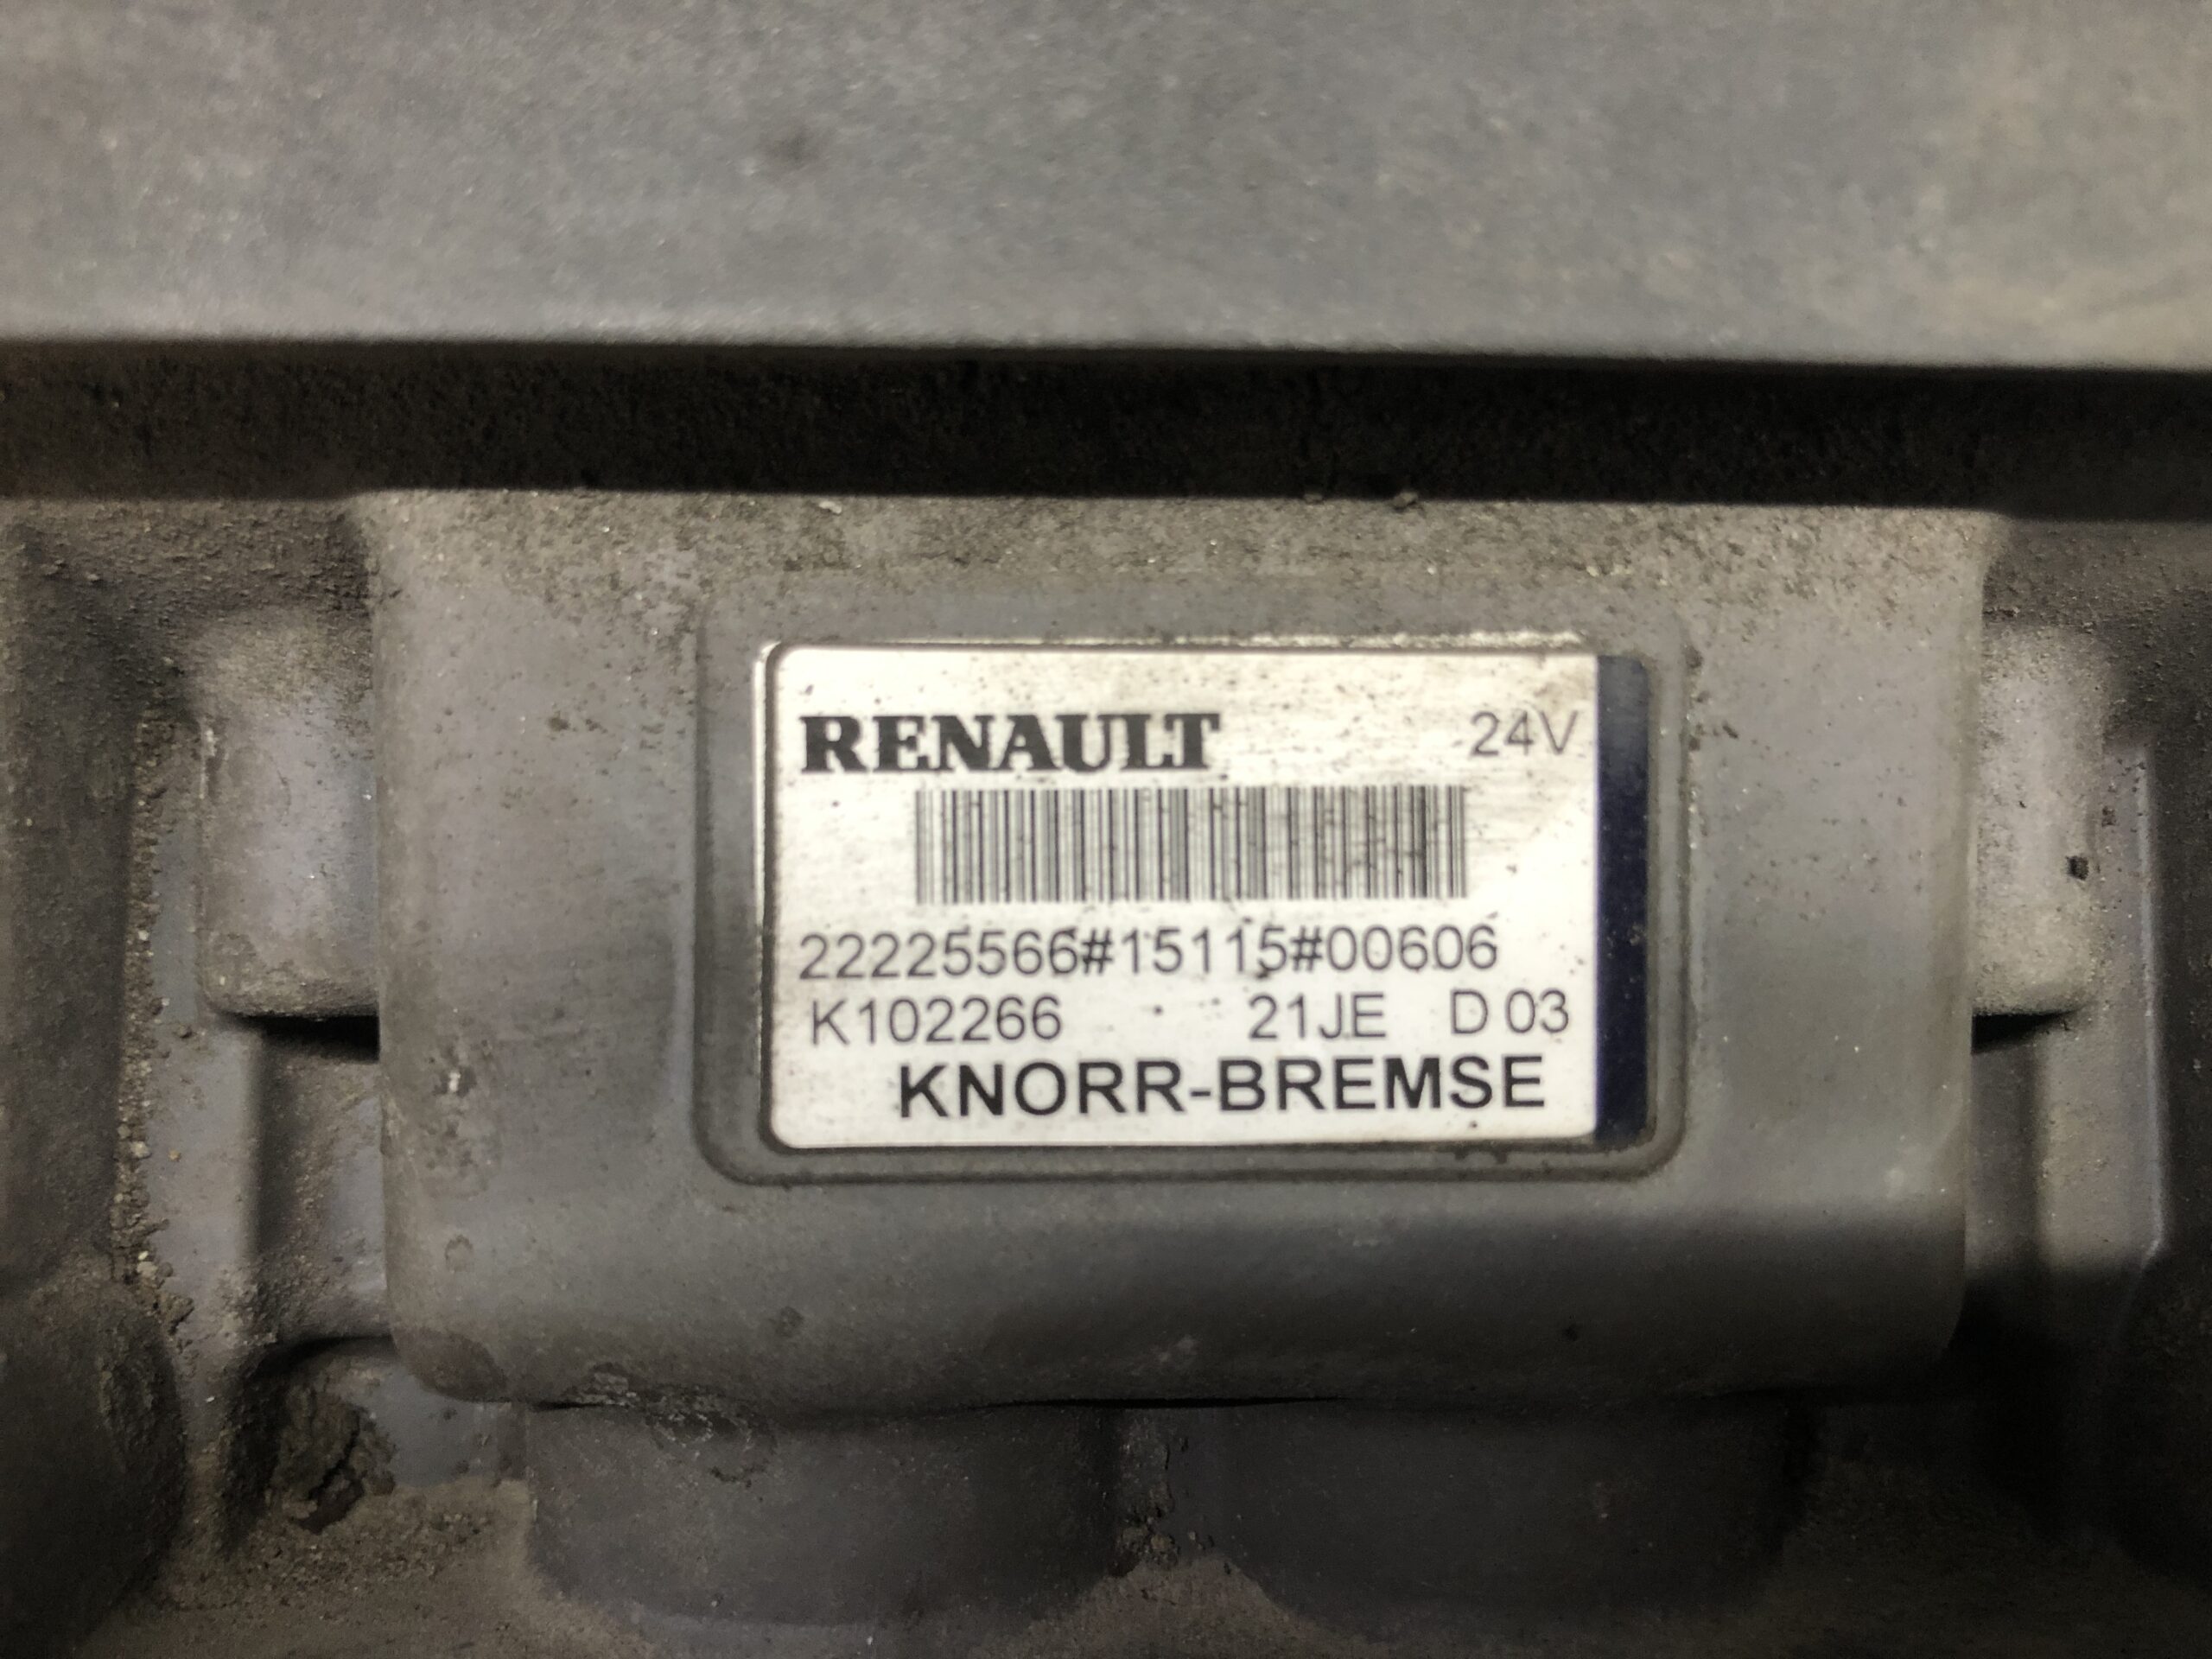 RENAULT 24V
22225566#15115#00606
K102266 21JE D 03
KNORR-BREMSE